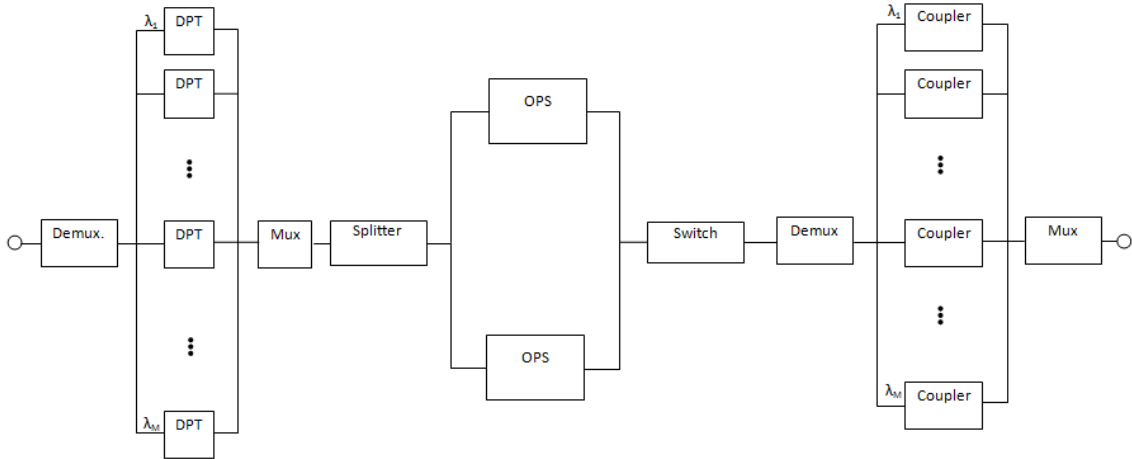 λ₁
DPT
DPT
DPT
λM
DPT
Demux.
Mux
Splitter
OPS
OPS
Switch
Demux
λ₁
Coupler
Coupler
Coupler
λM
Coupler
Mux